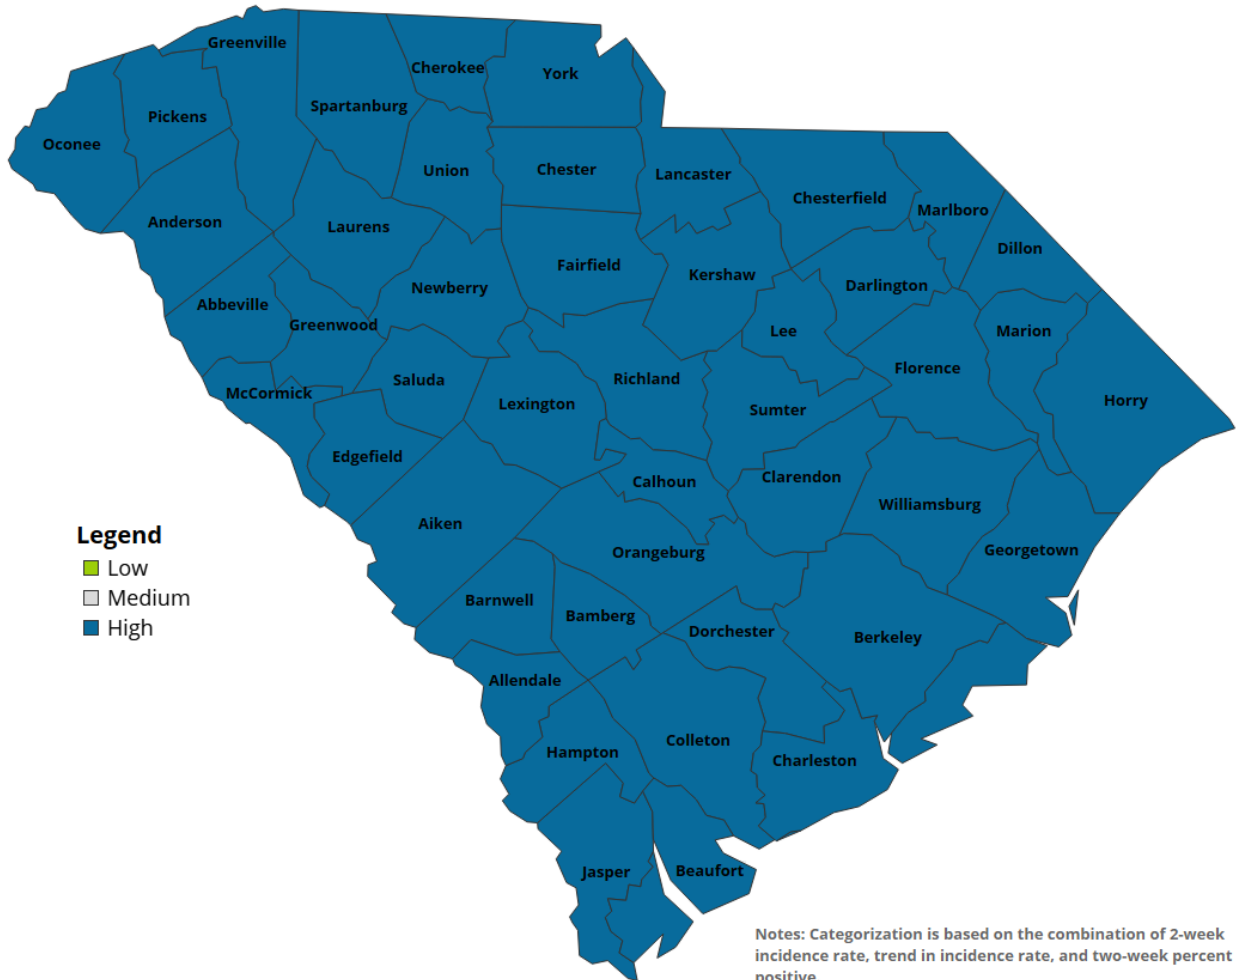 Greenville
Cherokee
York
Spartanburg
Pickens
Oconee
Union
Chester
Lancaster
Chesterfield
Marlboro
Anderson
Laurens
Dillon
Fairfield
Kershaw
Newberry
Darlington
Abbeville
Greenwood
Lee
Marion
Florence
Saluda
Richland
McCormick
Lexington
Sumter
Horry
Edgefield
Calhoun
Clarendon
Williamsburg
Aiken
Orangeburg
Georgetown
Barnwell
Bamberg
Dorchester
Berkeley
Allendale
Colleton
Hampton
Charleston
Jasper
Beaufort
Legend
Low
Medium
High
Notes: Categorization is based on the combination of 2-week
incidence rate, trend in incidence rate, and two-week percent
positive